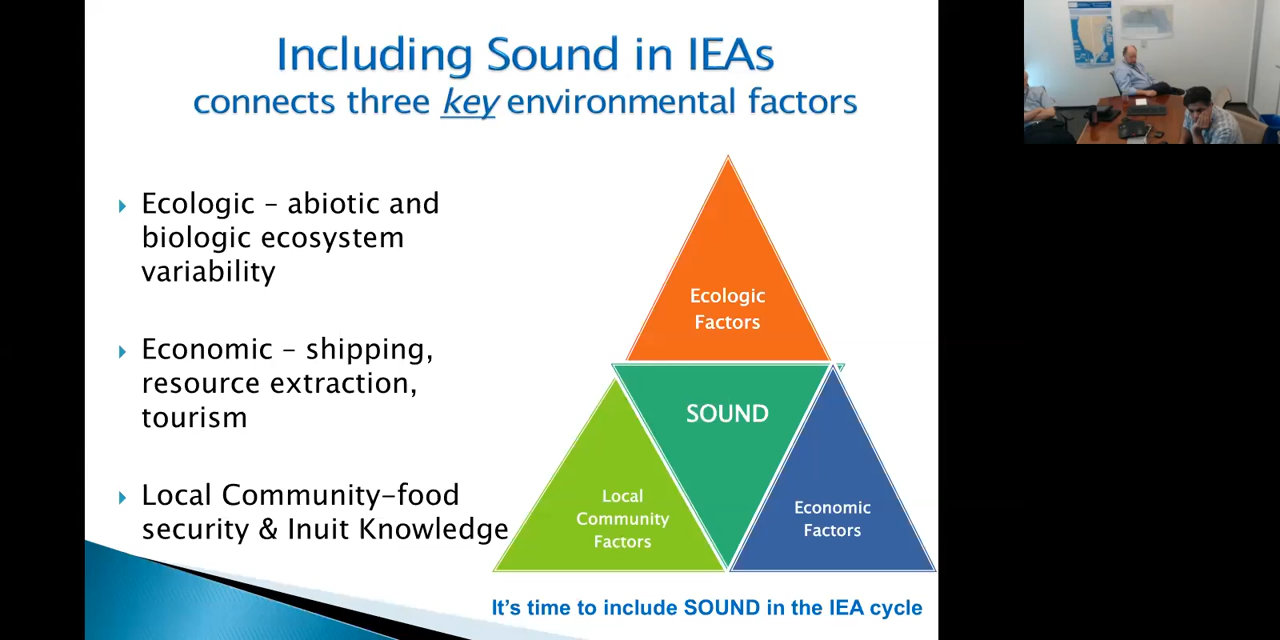 Including Sound in IEAs
connects three key environmental factors
Ecologic – abiotic and
biologic ecosystem
variability
Economic – shipping,
resource extraction,
tourism
Local Community-food
security & Inuit Knowledge
Ecologic
Factors
SOUND
Local
Community
Factors
Economic
Factors
It's time to include SOUND in the IEA cycle